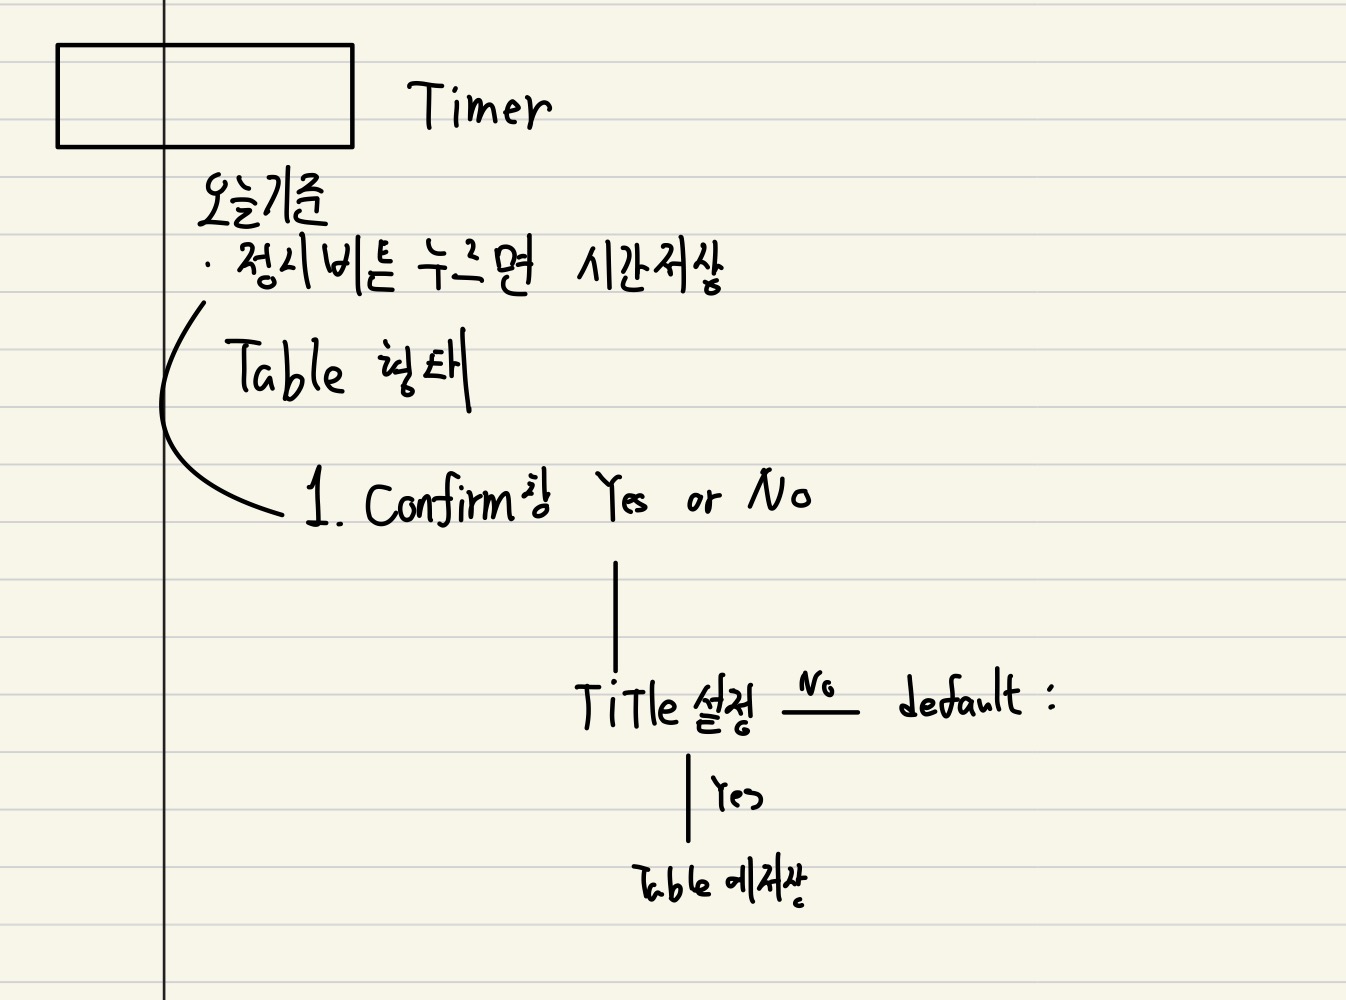 Timer
오늘기준
· 정시버튼 누르면 시간저장
Table 형태
1. Confirm창 Yes or No
TiTle 설정 No default :
Yes
Table 에저장